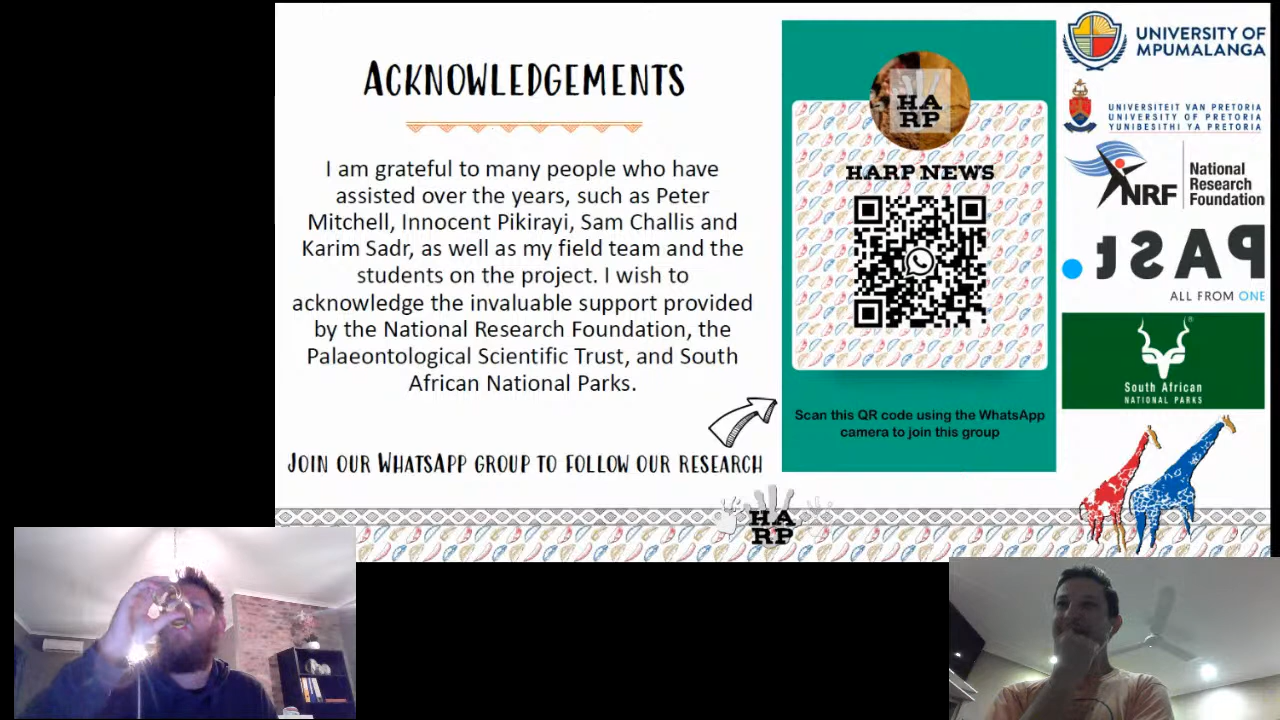 ACKNOWLEDGEMENTS
I am grateful to many people who have
assisted over the years, such as Peter
Mitchell, Innocent Pikirayi, Sam Challis and
Karim Sadr, as well as my field team and the
students on the project. I wish to
acknowledge the invaluable support provided
by the National Research Foundation, the
Palaeontological Scientific Trust, and South
African National Parks.
JOIN OUR WHATSAPP GROUP TO FOLLOW OUR RESEARCH
HA
RP
HARP NEWS
Scan this QR code using the WhatsApp
camera to join this group
HA
RP
UNIVERSITY OF
MPUMALANGA
UNIVERSITEIT VAN PRETORIA
UNIVERSITY OF PRETORIA
YUNIBESITHI YA PRETORIA
NRF
National
Research
Foundation
PAST
ALL FROM ONE
South African
NATIONAL PARKS